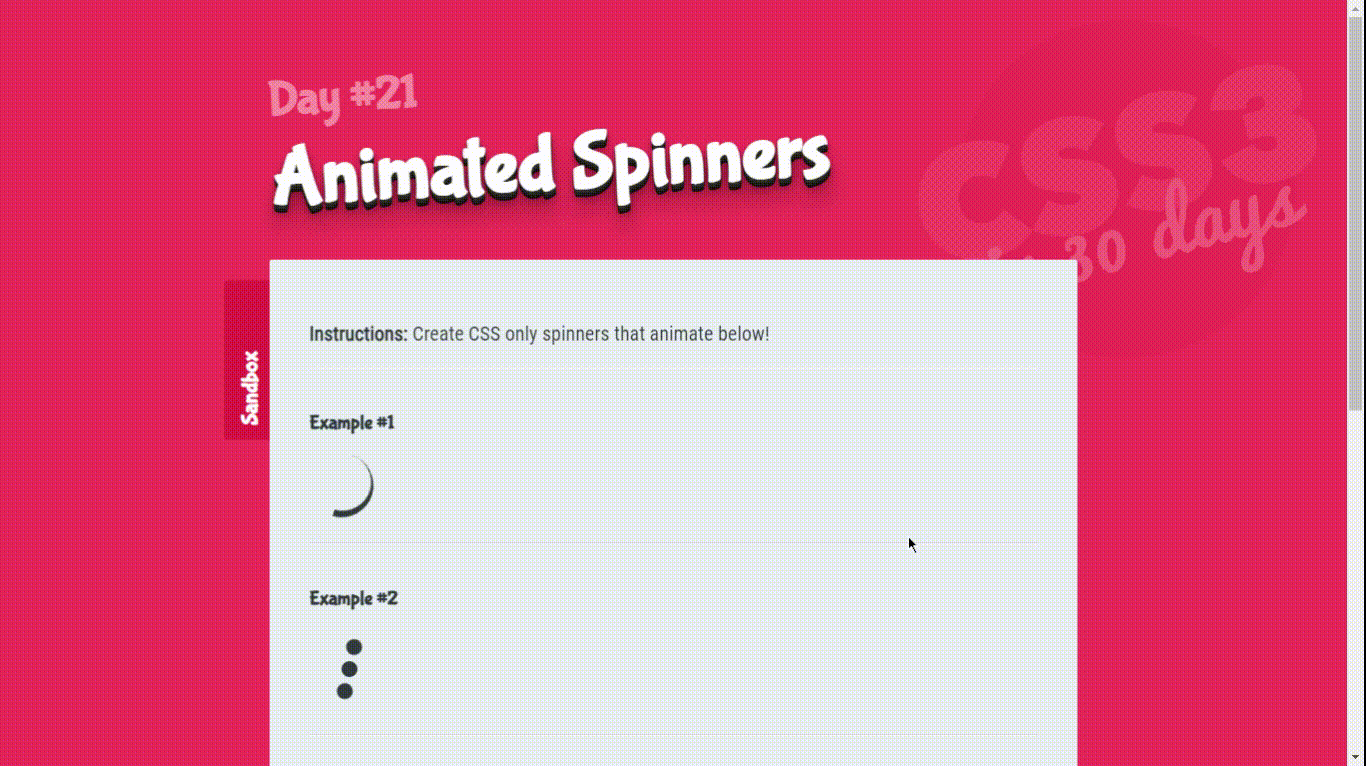 Day #21
Animated Spinners
CSS3
30 days
Sandbox
Instructions: Create CSS only spinners that animate below!
Example #1
Example #2